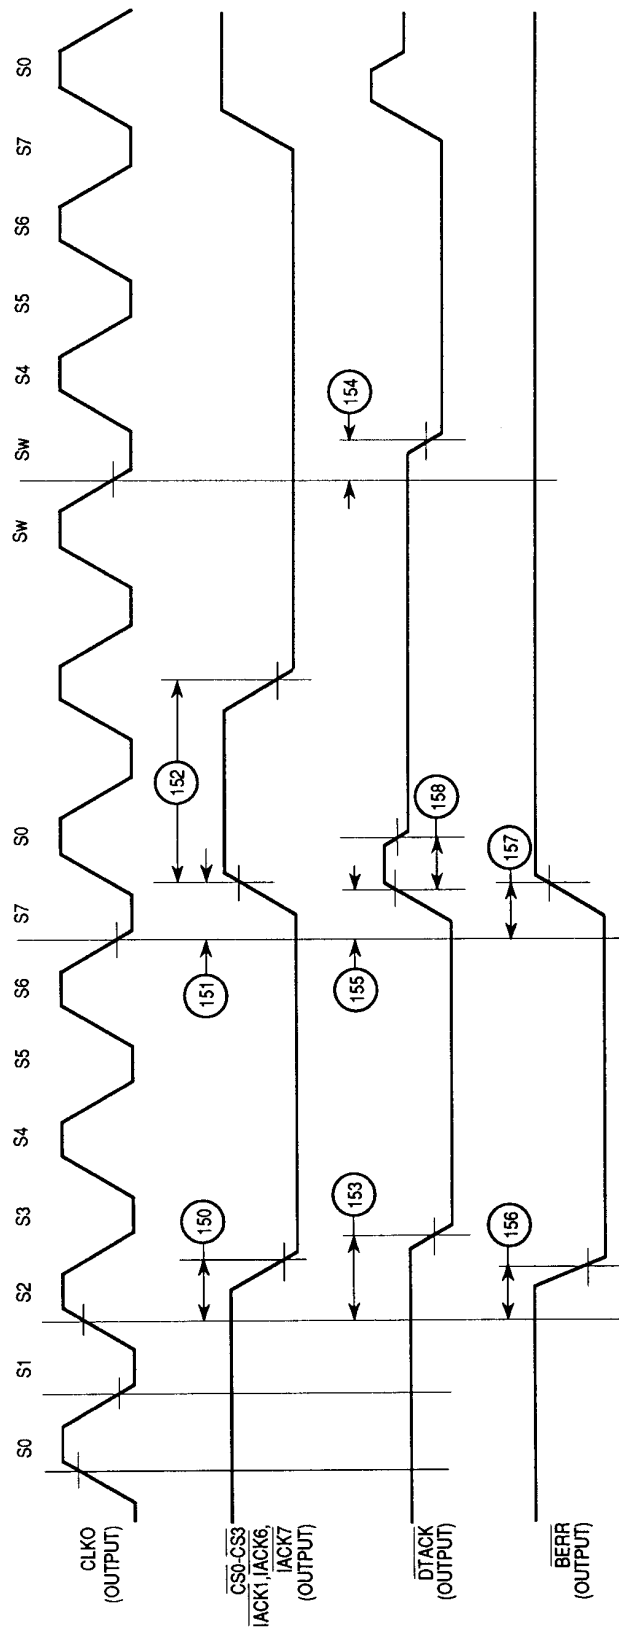 S0 S1 S2 S3 S4 S5 S6 S7 S0 Sw Sw S4 S5 S6 S7 S0
CLKO
(OUTPUT)
150
151
152
CS0-CS3
IACK1,IACK6,
IACK7
(OUTPUT)
153
155
158
154
DTACK
(OUTPUT)
156
157
BERR
(OUTPUT)